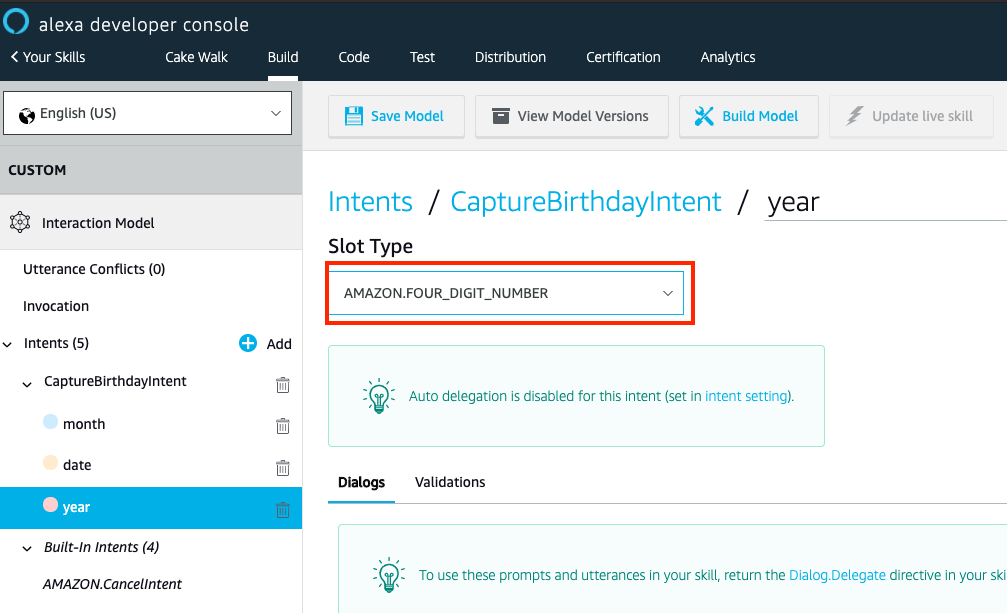 alexa developer console
Your Skills Cake Walk Build Code Test Distribution Certification Analytics
English (US)
Save Model View Model Versions Build Model Update live skill
CUSTOM
Interaction Model
Utterance Conflicts (0)
Invocation
Intents (5) Add
CaptureBirthdayIntent
month
date
year
Built-In Intents (4)
AMAZON.CancelIntent
Intents / CaptureBirthdayIntent / year
Slot Type
AMAZON.FOUR_DIGIT_NUMBER
Auto delegation is disabled for this intent (set in intent setting).
Dialogs Validations
To use these prompts and utterances in your skill, return the Dialog.Delegate directive in your ski